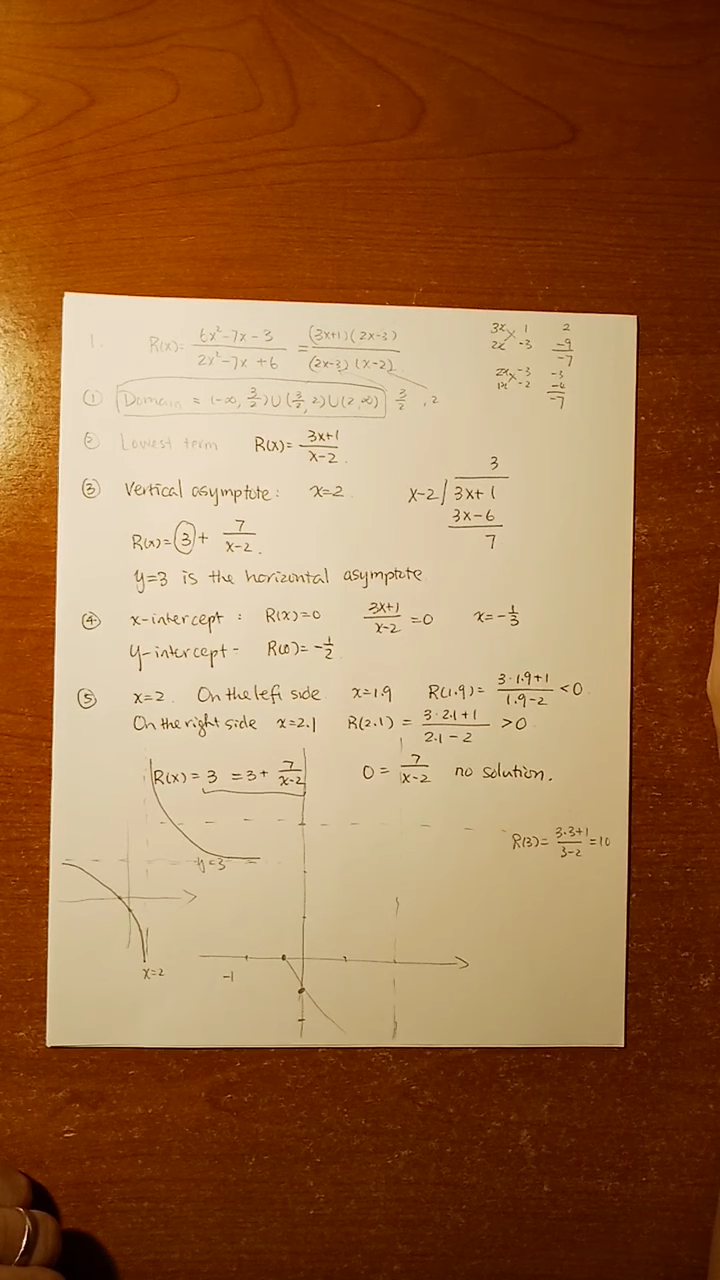 1. R(x)= 6x²-7x-3 / 2x²-7x+6 = (3x+1)(2x-3) / (2x-3)(x-2)
3x 1 2
2x -3 -9
-7
2x -3 -3
1x -2 -4
-7
① Domain = (-∞, 3/2)∪(3/2, 2)∪(2, ∞) 3/2 , 2
② Lowest term R(x)= 3x+1 / x-2.
③ Vertical asymptote: x=2.
3
x-2 3x+1
3x-6
7
R(x)= 3 + 7 / x-2.
y=3 is the horizontal asymptote
④ x-intercept : R(x)=0 3x+1 / x-2 =0 x=-1/3
y-intercept - R(0)=-1/2
⑤ x=2. On the left side x=1.9 R(1.9)= 3·1.9+1 / 1.9-2 <0.
On the right side x=2.1 R(2.1) = 3·2.1+1 / 2.1-2 >0
R(x)= 3 = 3+ 7 / x-2 0 = 7 / x-2 no solution.
R(3)= 3·3+1 / 3-2 =10
y=3
x=2
-1